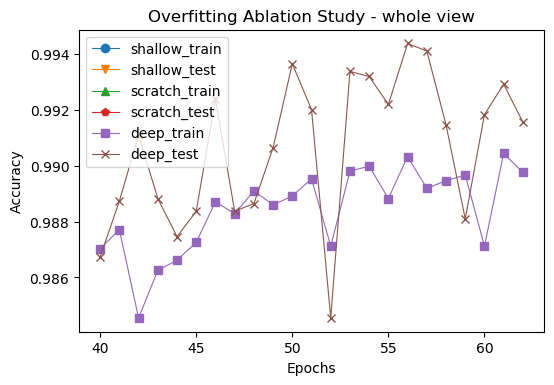 Overfitting Ablation Study - whole view
shallow_train
shallow_test
scratch_train
scratch_test
deep_train
deep_test
Accuracy
0.994
0.992
0.990
0.988
0.986
40 45 50 55 60
Epochs